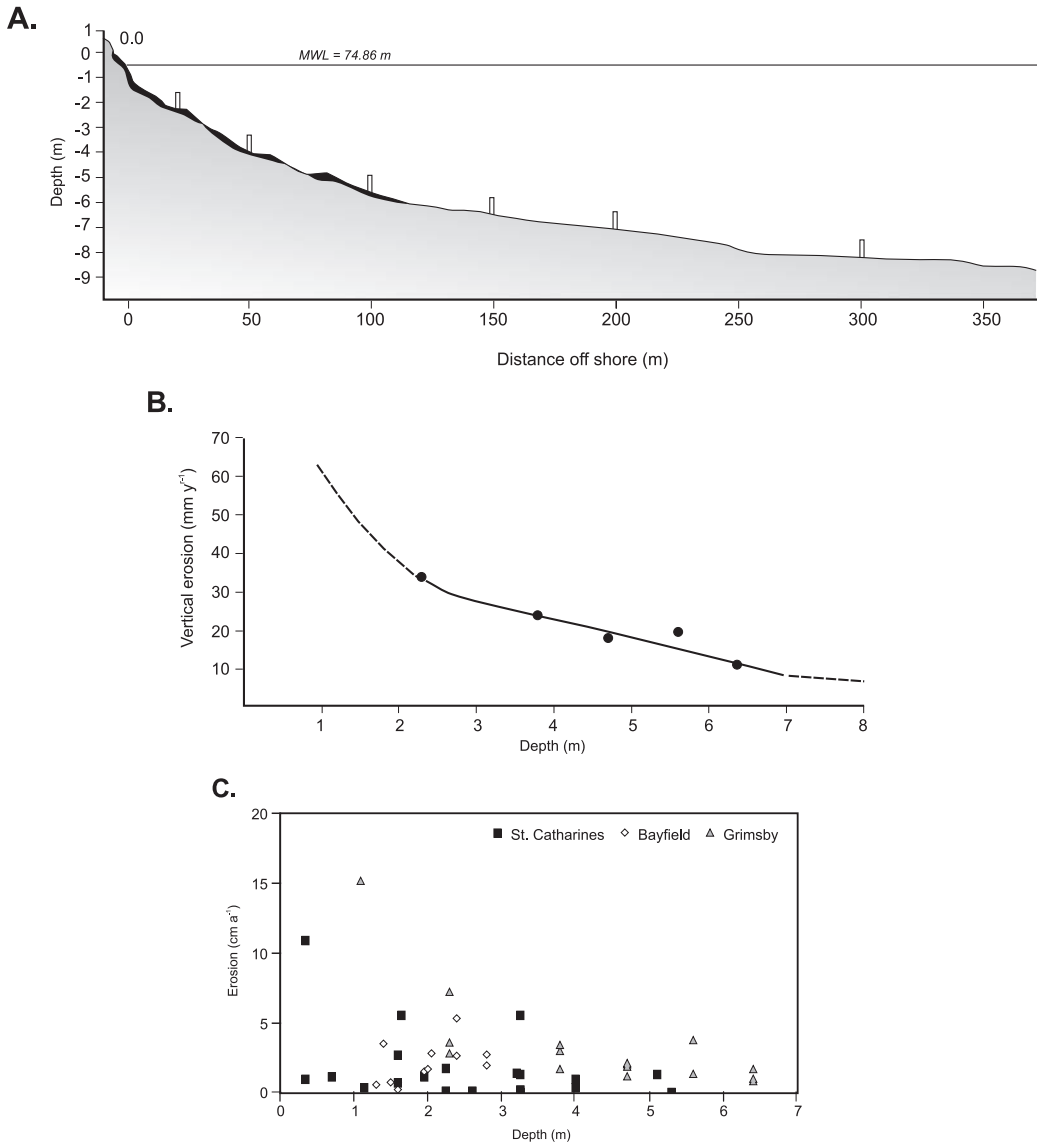 A.
1
0.0
0
MWL = 74.86 m
-1
-2
-3
-4
-5
-6
-7
-8
-9
Depth (m)
0 50 100 150 200 250 300 350
Distance off shore (m)
B.
70
60
50
40
30
20
10
Vertical erosion (mm y⁻¹)
1 2 3 4 5 6 7 8
Depth (m)
C.
20
St. Catharines Bayfield Grimsby
15
10
5
0
Erosion (cm a⁻¹)
0 1 2 3 4 5 6 7
Depth (m)